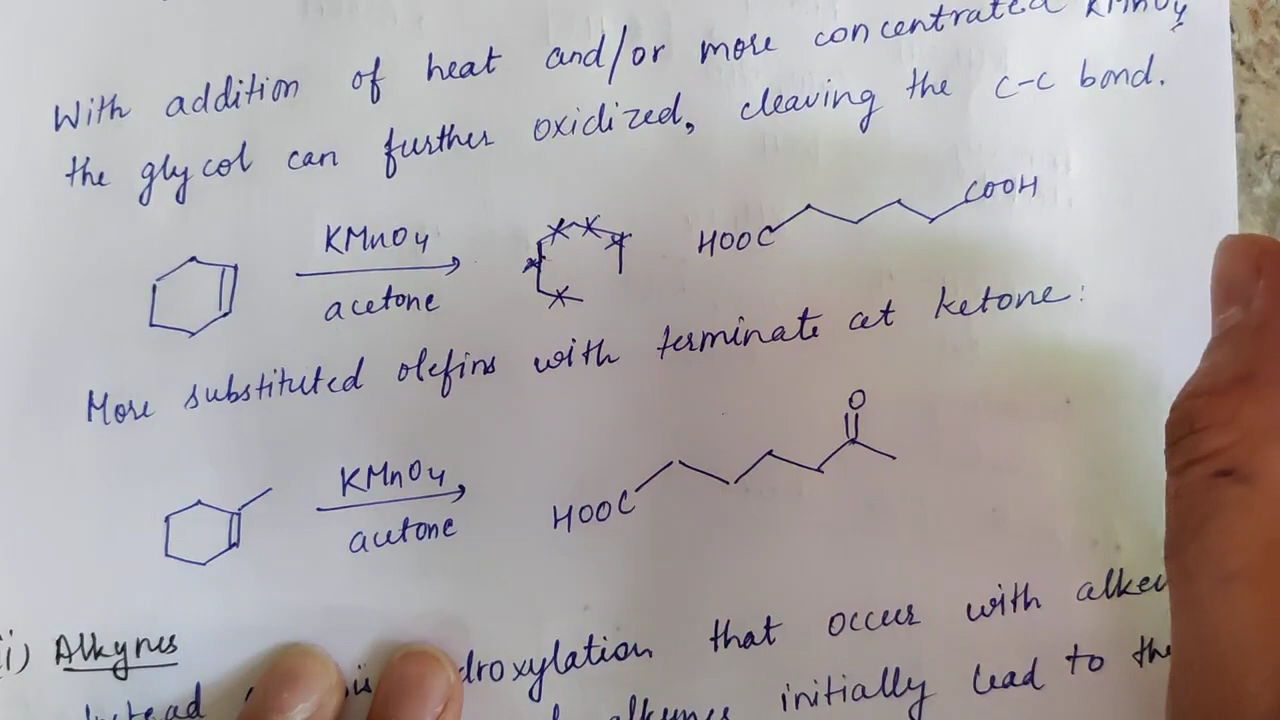 With addition of heat and/or more concentrated KMnO4
the glycol can further oxidized, cleaving the C-C bond.
KMnO4
acetone
HOOC COOH
More substituted olefins with terminate at ketone:
KMnO4
acetone
HOOC O
i) Alkynes
droxylation that occur with
Instead initially lead to the